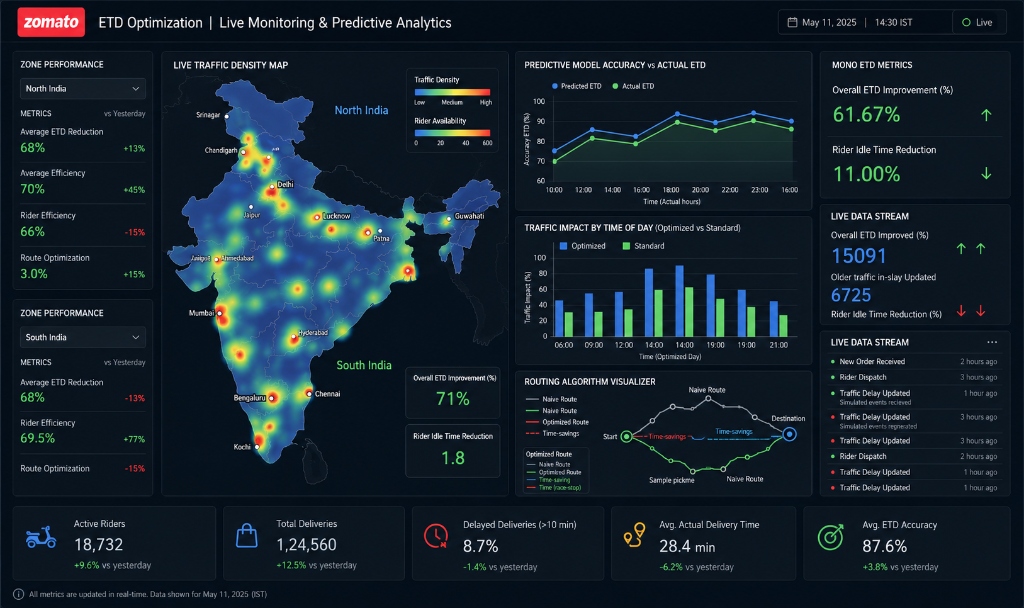 zomato
ETD Optimization | Live Monitoring & Predictive Analytics
May 11, 2025 | 14:30 IST
Live
ZONE PERFORMANCE
North India
METRICS vs Yesterday
Average ETD Reduction
68% +13%
Average Efficiency
70% +45%
Rider Efficiency
66% -15%
Route Optimization
3.0% +15%
ZONE PERFORMANCE
South India
METRICS vs Yesterday
Average ETD Reduction
68% -13%
Rider Efficiency
69.5% +77%
Route Optimization -15%
LIVE TRAFFIC DENSITY MAP
Traffic Density
Low Medium High
Rider Availability
0 20 40 600
North India
Srinagar
Chandigarh
Delhi
Jaipur
Lucknow
Patna
Guwahati
Ahmedabad
Mumbai
Hyderabad
South India
Bengaluru
Chennai
Kochi
Overall ETD Improvement (%)
71%
Rider Idle Time Reduction
1.8
PREDICTIVE MODEL ACCURACY vs ACTUAL ETD
Predicted ETD Actual ETD
Accuracy ETD (%)
100
90
80
70
60
10:00 12:00 14:00 16:00 18:00 20:00 22:00 23:00 16:00
Time (Actual hours)
TRAFFIC IMPACT BY TIME OF DAY (Optimized vs Standard)
Optimized Standard
Traffic Impact (%)
100
80
60
40
20
0
06:00 09:00 12:00 14:00 14:00 19:00 19:00 21:00
Time (Optimized Day)
ROUTING ALGORITHM VISUALIZER
Naive Route
Naive Route
Optimized Route
Time-savings
Optimized Route
Naive Route
Optimized Route
Time-saving
Naive Route
Destination
Start
Time-savings
Time-savings
Sample pickme
Naive Route
MONO ETD METRICS
Overall ETD Improvement (%)
61.67%
Rider Idle Time Reduction
11.00%
LIVE DATA STREAM
Overall ETD Improved (%)
15091
Older traffic in-slay Updated
6725
Rider Idle Time Reduction (%)
LIVE DATA STREAM
New Order Received 2 hours ago
Rider Dispatch 3 hours ago
Traffic Delay Updated 1 hour ago
Simulated events recieved
Traffic Delay Updated 3 hours ago
Simulated events regneruted
Traffic Delay Updated 3 hours ago
Rider Dispatch 2 hours ago
Traffic Delay Updated 1 hour ago
Traffic Delay Updated 1 hour ago
Active Riders
18,732
+9.6% vs yesterday
Total Deliveries
1,24,560
+12.5% vs yesterday
Delayed Deliveries (>10 min)
8.7%
-1.4% vs yesterday
Avg. Actual Delivery Time
28.4 min
-6.2% vs yesterday
Avg. ETD Accuracy
87.6%
+3.8% vs yesterday
All metrics are updated in real-time. Data shown for May 11, 2025 (IST)